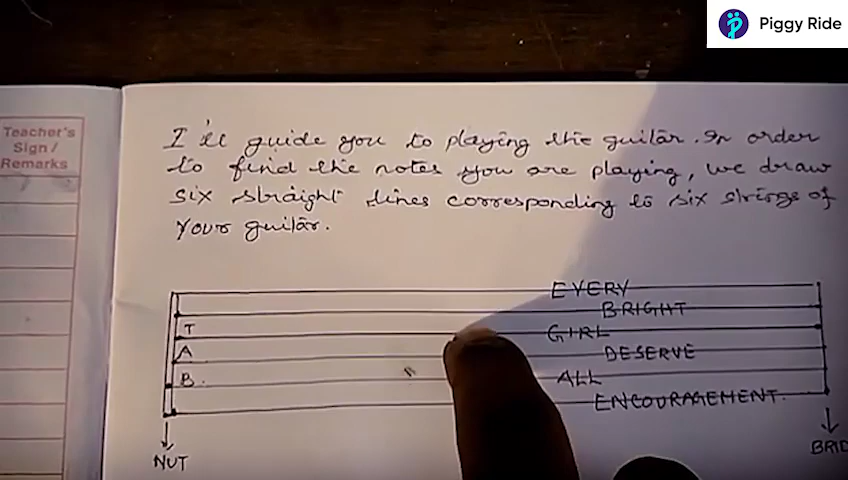 Piggy Ride
Teacher's
Sign /
Remarks
I'll guide you to playing the guitar. In order
to find the notes you are playing, we draw
six straight lines corresponding to six strings of
your guitar.
EVERY
BRIGHT
T GIRL
A DESERVE
B. ALL
ENCOURAGEMENT.
NUT BRID